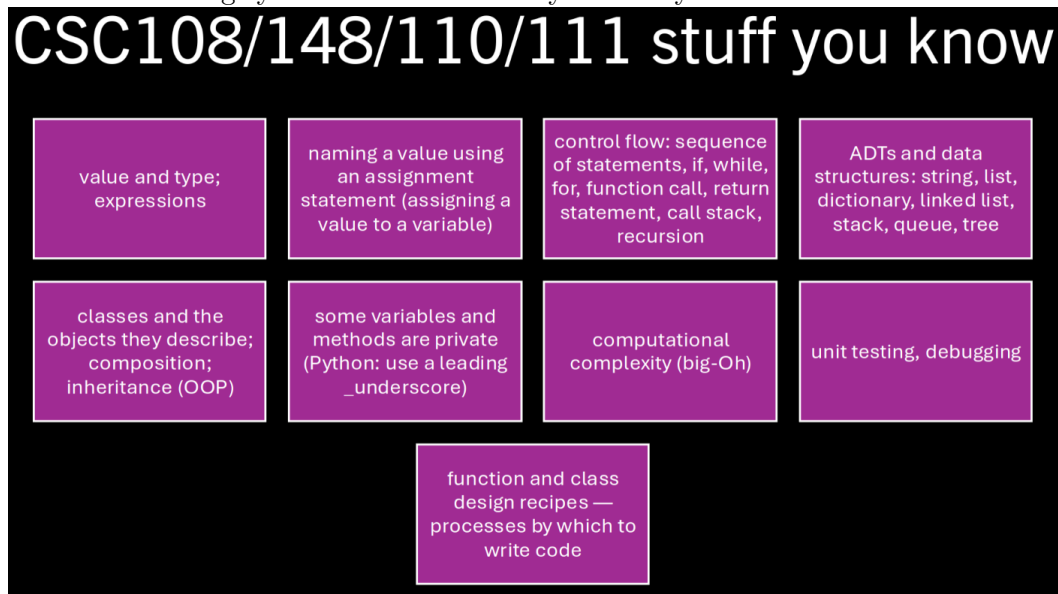 CSC108/148/110/111 stuff you know
value and type;
expressions
naming a value using
an assignment
statement (assigning a
value to a variable)
control flow: sequence
of statements, if, while,
for, function call, return
statement, call stack,
recursion
ADTs and data
structures: string, list,
dictionary, linked list,
stack, queue, tree
classes and the
objects they describe;
composition;
inheritance (OOP)
some variables and
methods are private
(Python: use a leading
_underscore)
computational
complexity (big-Oh)
unit testing, debugging
function and class
design recipes —
processes by which to
write code